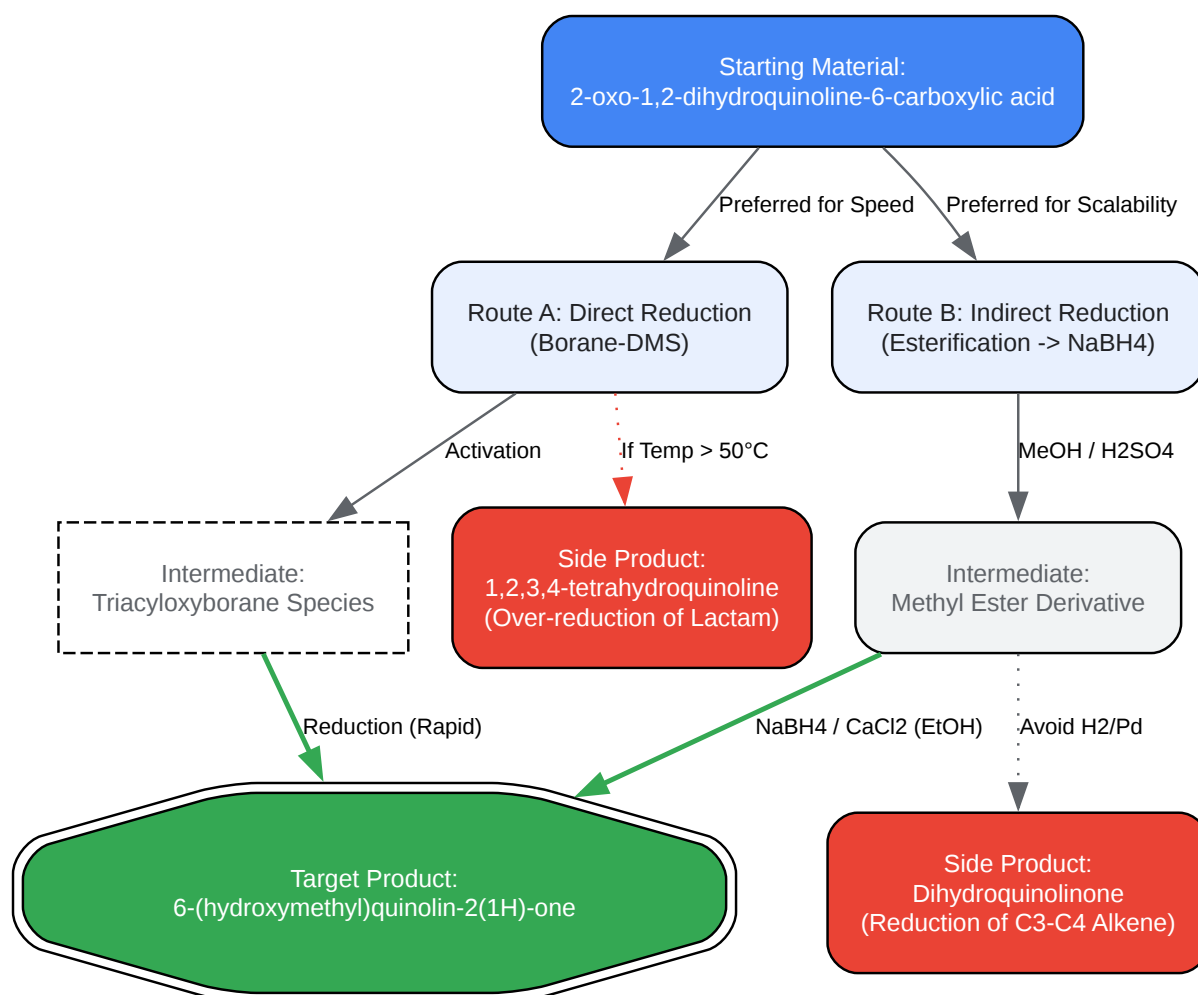 Starting Material:
2-oxo-1,2-dihydroquinoline-6-carboxylic acid
Preferred for Speed
Preferred for Scalability
Route A: Direct Reduction
(Borane-DMS)
Route B: Indirect Reduction
(Esterification -> NaBH4)
Activation
If Temp > 50°C
MeOH / H2SO4
Intermediate:
Triacyloxyborane Species
Side Product:
1,2,3,4-tetrahydroquinoline
(Over-reduction of Lactam)
Intermediate:
Methyl Ester Derivative
Reduction (Rapid)
NaBH4 / CaCl2 (EtOH)
Avoid H2/Pd
Target Product:
6-(hydroxymethyl)quinolin-2(1H)-one
Side Product:
Dihydroquinolinone
(Reduction of C3-C4 Alkene)